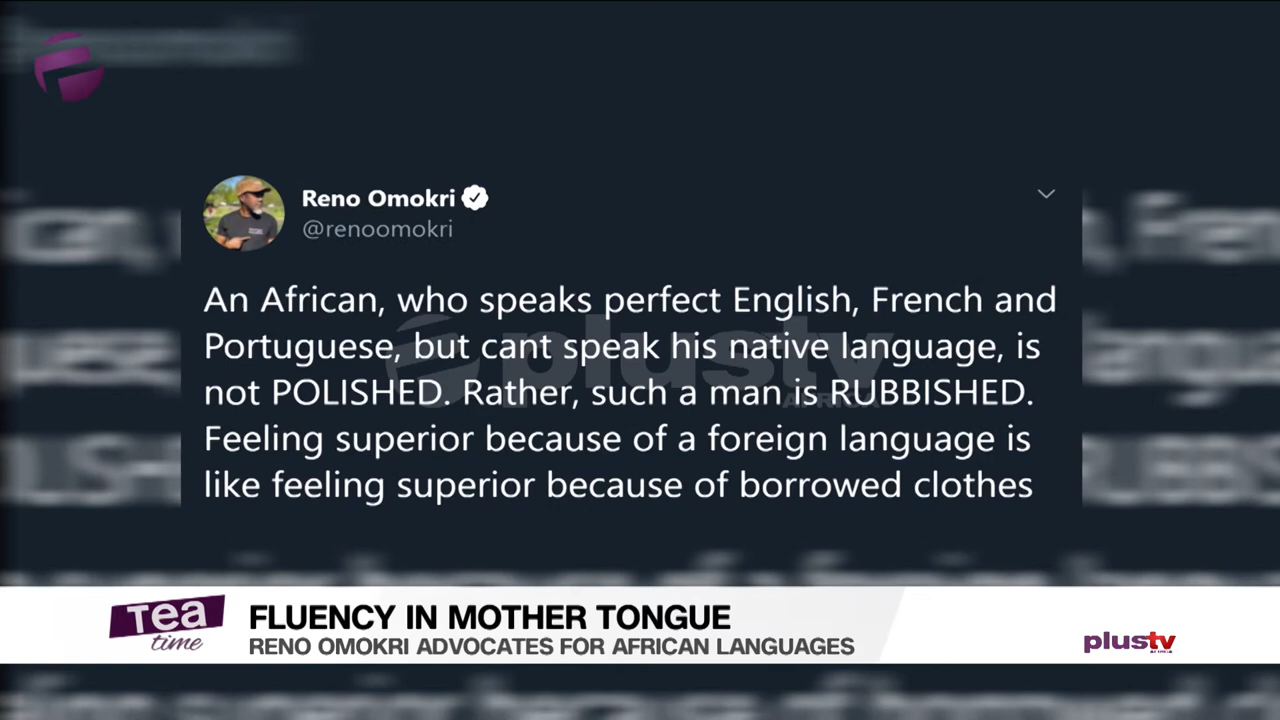 Reno Omokri
@renoomokri
An African, who speaks perfect English, French and
Portuguese, but cant speak his native language, is
not POLISHED. Rather, such a man is RUBBISHED.
Feeling superior because of a foreign language is
like feeling superior because of borrowed clothes
plustv
AFRICA
Tea
time
FLUENCY IN MOTHER TONGUE
RENO OMOKRI ADVOCATES FOR AFRICAN LANGUAGES
plustv